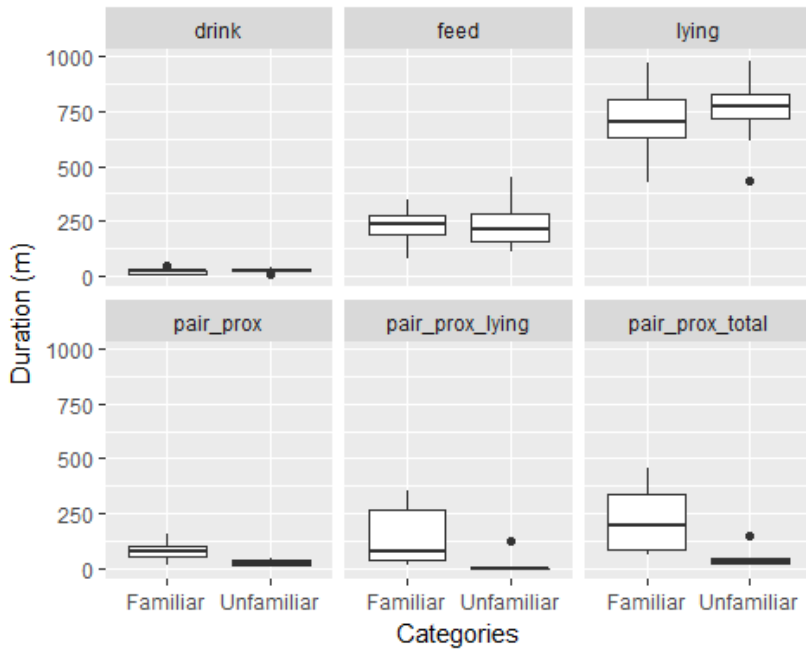 drink feed lying
1000
750
500
250
0
pair_prox pair_prox_lying pair_prox_total
1000
750
500
250
0
Familiar Unfamiliar Familiar Unfamiliar Familiar Unfamiliar
Categories
Duration (m)